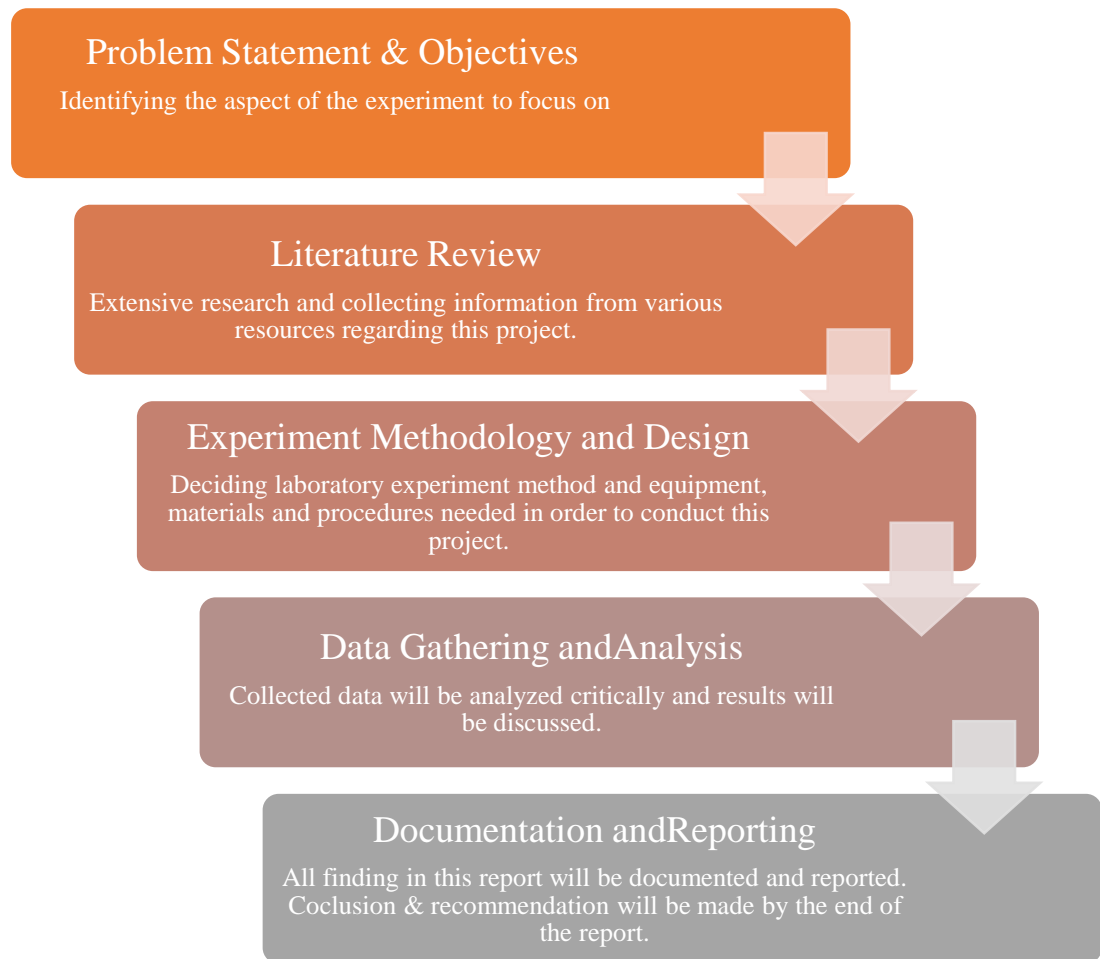 Problem Statement & Objectives
Identifying the aspect of the experiment to focus on
Literature Review
Extensive research and collecting information from various
resources regarding this project.
Experiment Methodology and Design
Deciding laboratory experiment method and equipment,
materials and procedures needed in order to conduct this
project.
Data Gathering andAnalysis
Collected data will be analyzed critically and results will
be discussed.
Documentation andReporting
All finding in this report will be documented and reported.
Coclusion & recommendation will be made by the end of
the report.